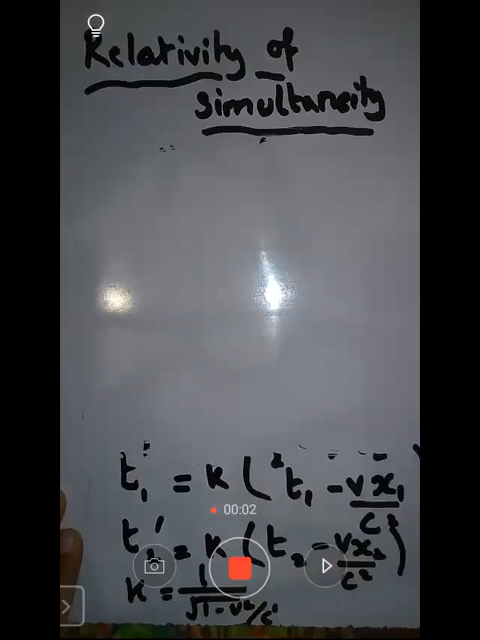 Relativity of
simultaneity
t₁' = k (t₁ - vx₁/c²)
00:02
t₂' = k (t₂ - vx₂/c²)
k = 1/√1-v²/c²